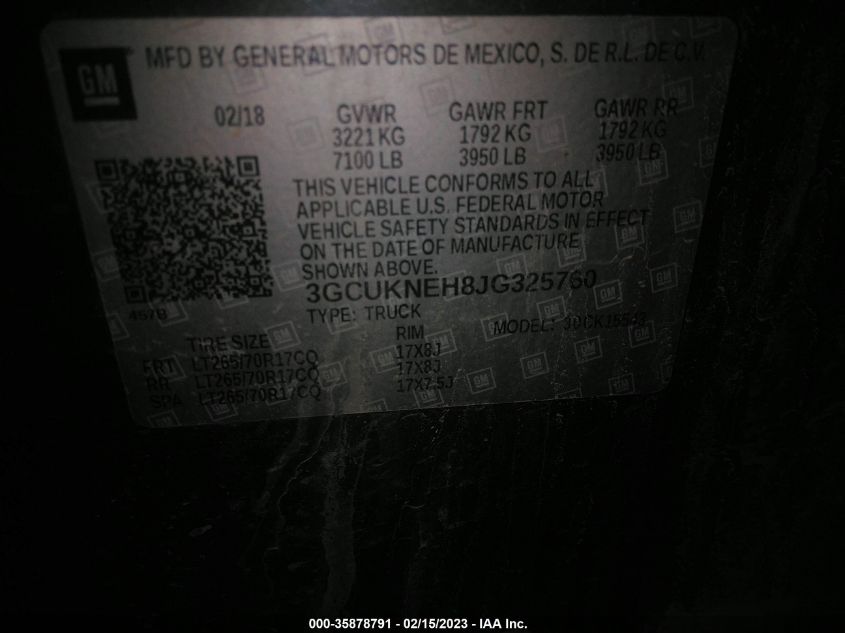 GM
MFD BY GENERAL MOTORS DE MEXICO, S. DE R.L. DE C.V.
02/18 GVWR GAWR FRT GAWR RR
3221 KG 1792 KG 1792 KG
7100 LB 3950 LB 3950 LB
THIS VEHICLE CONFORMS TO ALL
APPLICABLE U.S. FEDERAL MOTOR
VEHICLE SAFETY STANDARDS IN EFFECT
ON THE DATE OF MANUFACTURE
SHOWN ABOVE.
3GCUKNEH8JG325760
4579
TYPE: TRUCK MODEL:
TIRE SIZE RIM
FRT LT265/70R17CQ 17X8J
RR LT265/70R17CQ 17X8J
SPA LT265/70R17CQ 17X7.5J
000-35878791 - 02/15/2023 - IAA Inc.